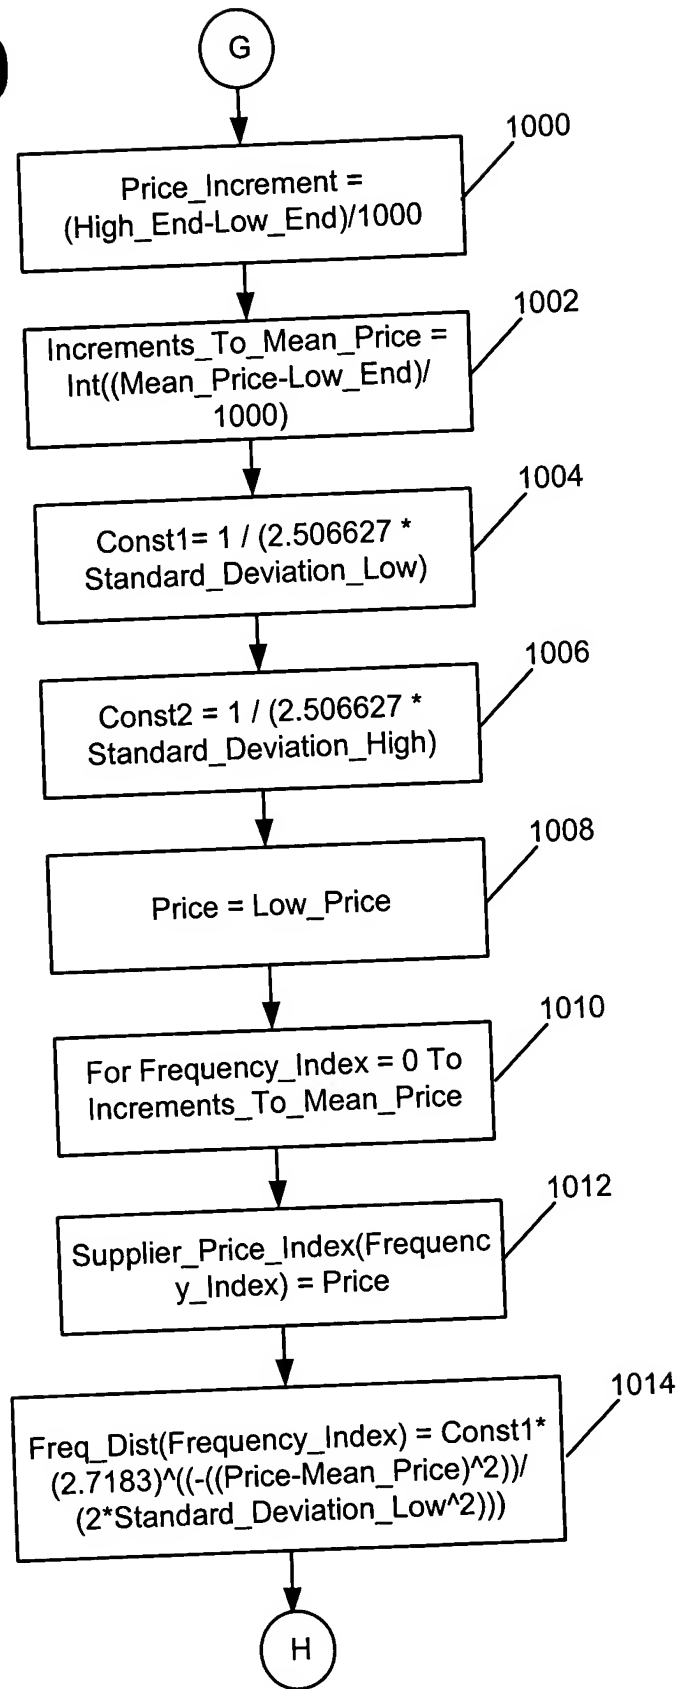 G
1000
Price_Increment =
(High_End-Low_End)/1000
1002
Increments_To_Mean_Price =
Int((Mean_Price-Low_End)/
1000)
1004
Const1= 1 / (2.506627 *
Standard_Deviation_Low)
1006
Const2 = 1 / (2.506627 *
Standard_Deviation_High)
1008
Price = Low_Price
1010
For Frequency_Index = 0 To
Increments_To_Mean_Price
1012
Supplier_Price_Index(Frequenc
y_Index) = Price
1014
Freq_Dist(Frequency_Index) = Const1*
(2.7183)^((-((Price-Mean_Price)^2))/
(2*Standard_Deviation_Low^2)))
H